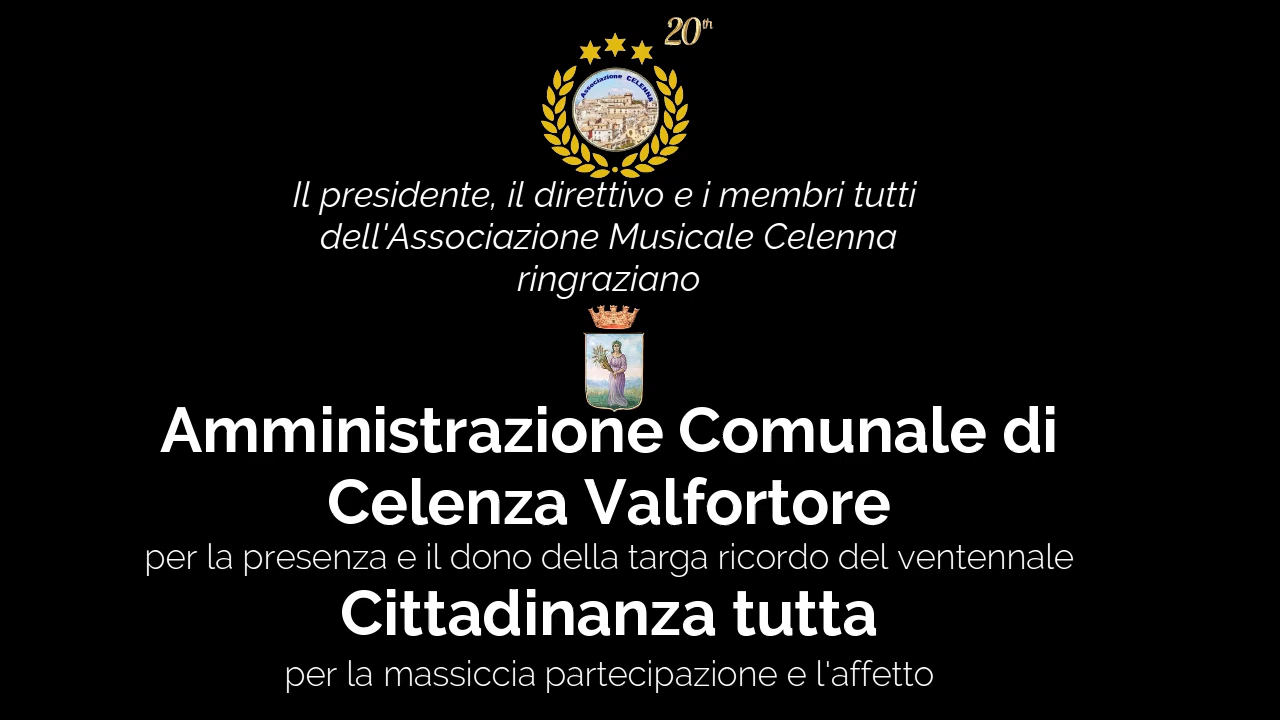 20th
Associazione CELENNA
Il presidente, il direttivo e i membri tutti
dell'Associazione Musicale Celenna
ringraziano
Amministrazione Comunale di
Celenza Valfortore
per la presenza e il dono della targa ricordo del ventennale
Cittadinanza tutta
per la massiccia partecipazione e l'affetto